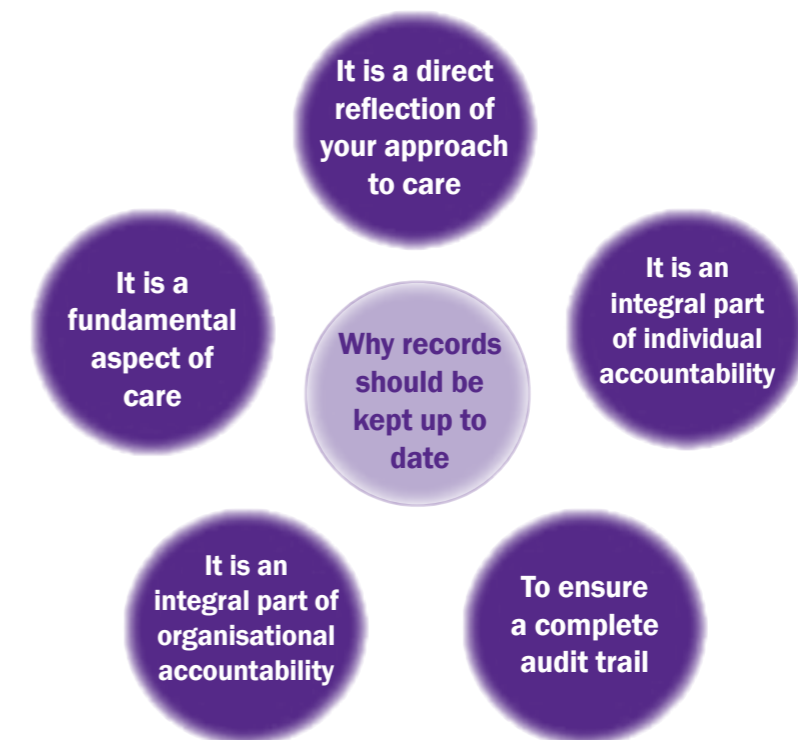 It is a direct
reflection of
your approach
to care
It is an
integral part
of individual
accountability
To ensure
a complete
audit trail
It is an
integral part of
organisational
accountability
It is a
fundamental
aspect of
care
Why records
should be
kept up to
date